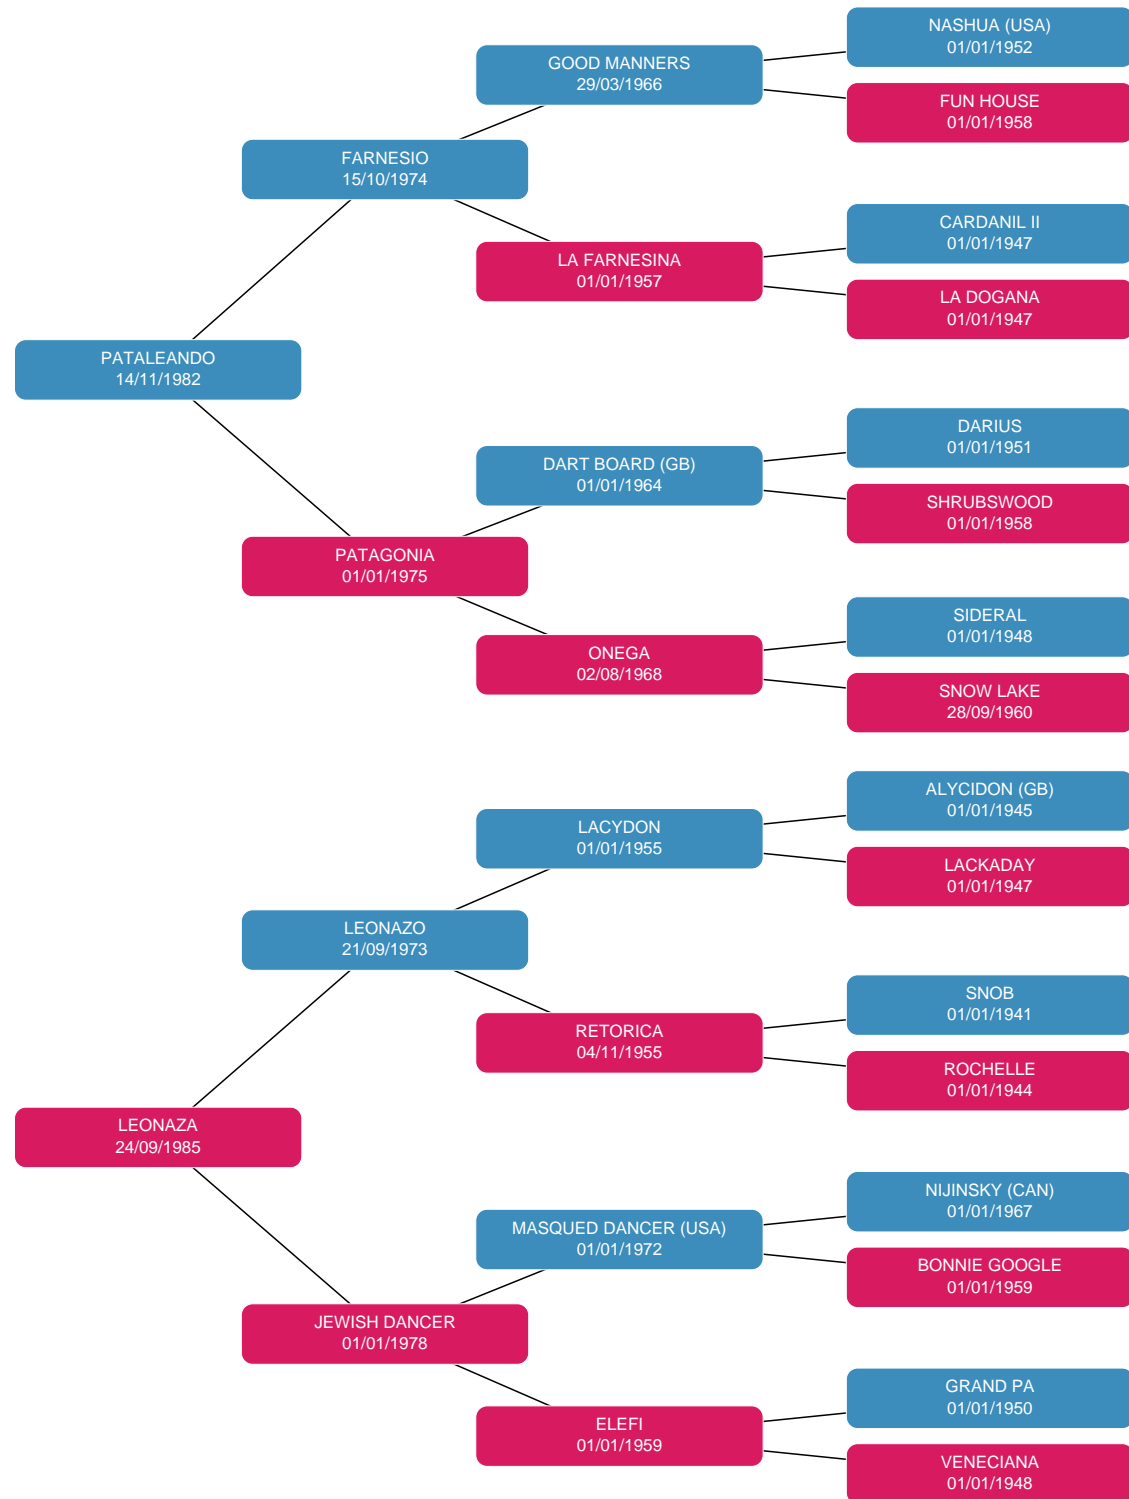 NASHUA (USA)
01/01/1952
GOOD MANNERS
29/03/1966
FUN HOUSE
01/01/1958
FARNESIO
15/10/1974
CARDANIL II
01/01/1947
LA FARNESINA
01/01/1957
LA DOGANA
01/01/1947
PATALEANDO
14/11/1982
DARIUS
01/01/1951
DART BOARD (GB)
01/01/1964
SHRUBSWOOD
01/01/1958
PATAGONIA
01/01/1975
SIDERAL
01/01/1948
ONEGA
02/08/1968
SNOW LAKE
28/09/1960
ALYCIDON (GB)
01/01/1945
LACYDON
01/01/1955
LACKADAY
01/01/1947
LEONAZO
21/09/1973
SNOB
01/01/1941
RETORICA
04/11/1955
ROCHELLE
01/01/1944
LEONAZA
24/09/1985
NIJINSKY (CAN)
01/01/1967
MASQUED DANCER (USA)
01/01/1972
BONNIE GOOGLE
01/01/1959
JEWISH DANCER
01/01/1978
GRAND PA
01/01/1950
ELEFI
01/01/1959
VENECIANA
01/01/1948